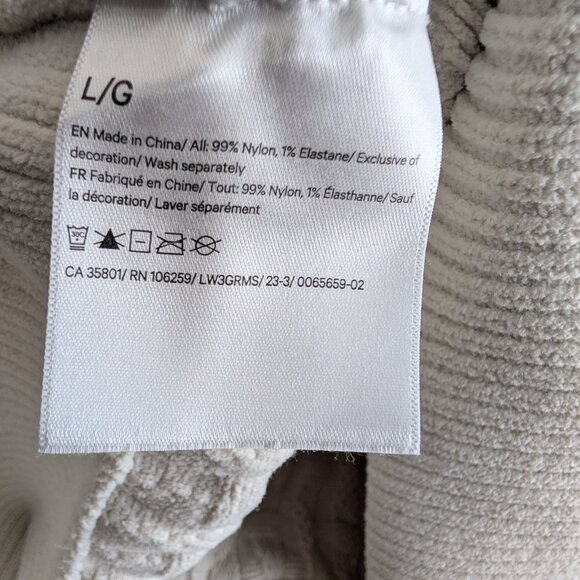 L/G
EN Made in China/ All: 99% Nylon, 1% Elastane/ Exclusive of
decoration/ Wash separately
FR Fabriqué en Chine/ Tout: 99% Nylon, 1% Élasthanne/ Sauf
la décoration/ Laver séparément
30C
CA 35801/ RN 106259/ LW3GRMS/ 23-3/ 0065659-02